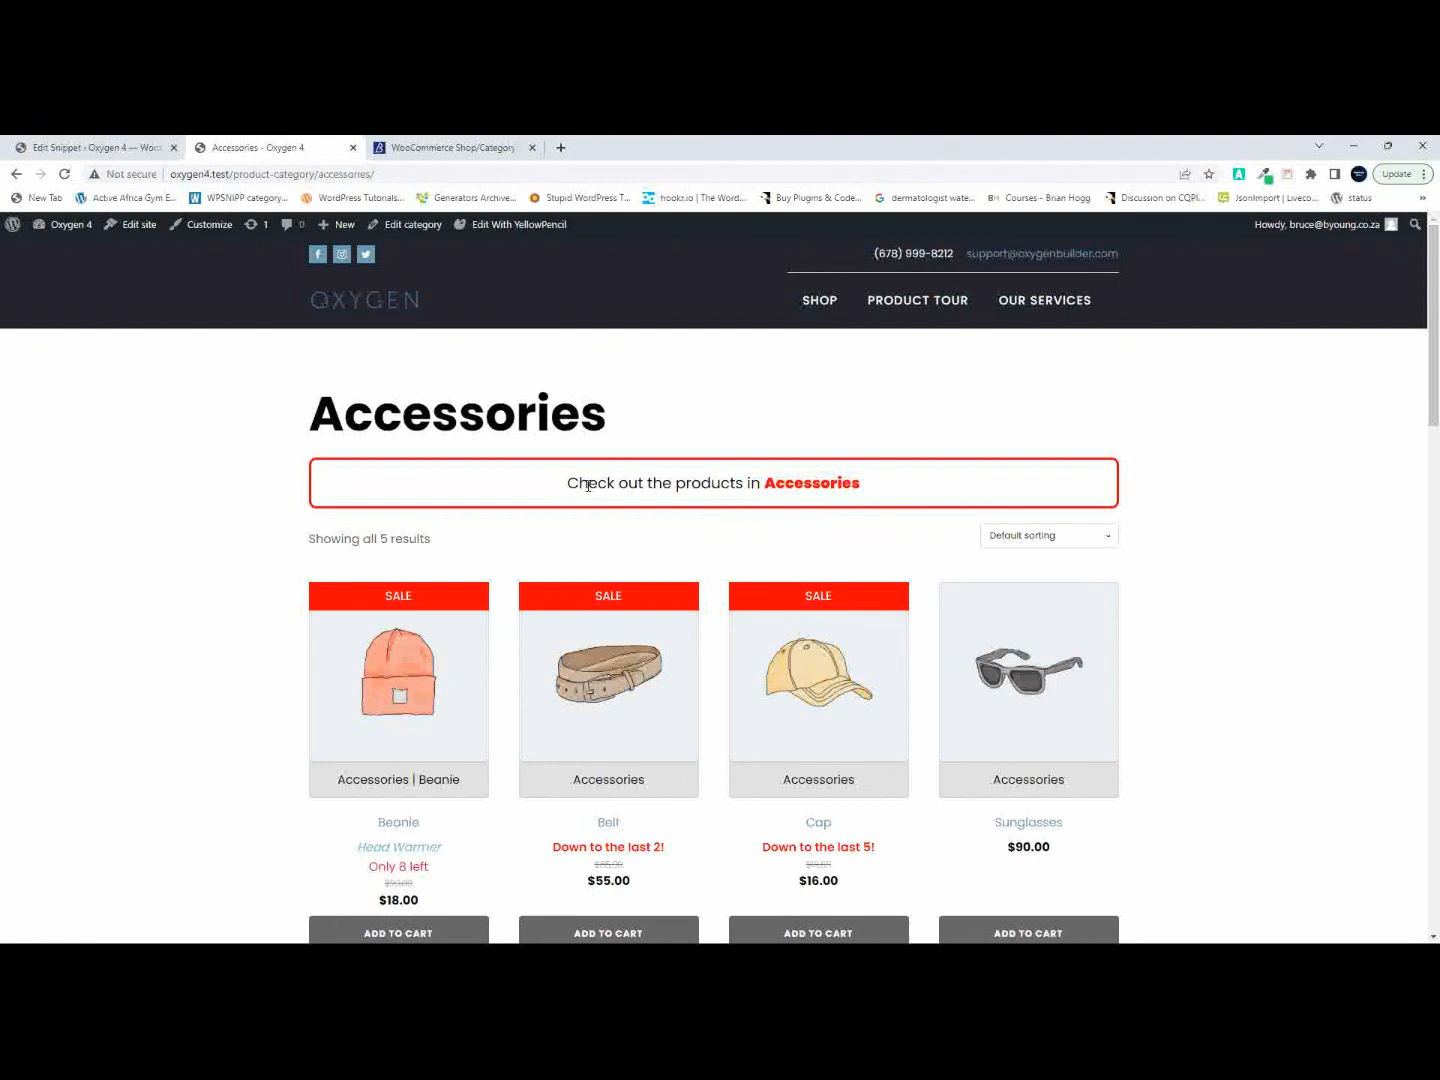 Edit Snippet ‹ Oxygen 4 — Wor
Accessories - Oxygen 4
WooCommerce Shop/Category
Not secure
oxygen4.test/product-category/accessories/
Update
New Tab
Active Africa Gym E...
WPSNIPP category...
WordPress Tutorials...
Generators Archive...
Stupid WordPress T...
hookr.io | The Word...
Buy Plugins & Code...
dermatologist wate...
BH Courses - Brian Hogg
Discussion on CQPI...
JsonImport | Liveco...
status
»
Oxygen 4
Edit site
Customize
1
0
New
Edit category
Edit With YellowPencil
Howdy, bruce@byoung.co.za
(678) 999-8212
support@oxygenbuilder.com
OXYGEN
SHOP
PRODUCT TOUR
OUR SERVICES
Accessories
Check out the products in Accessories
Showing all 5 results
Default sorting
SALE
SALE
SALE
Accessories | Beanie
Accessories
Accessories
Accessories
Beanie
Belt
Cap
Sunglasses
Head Warmer
Down to the last 2!
Down to the last 5!
$90.00
Only 8 left
$55.00
$16.00
$18.00
ADD TO CART
ADD TO CART
ADD TO CART
ADD TO CART